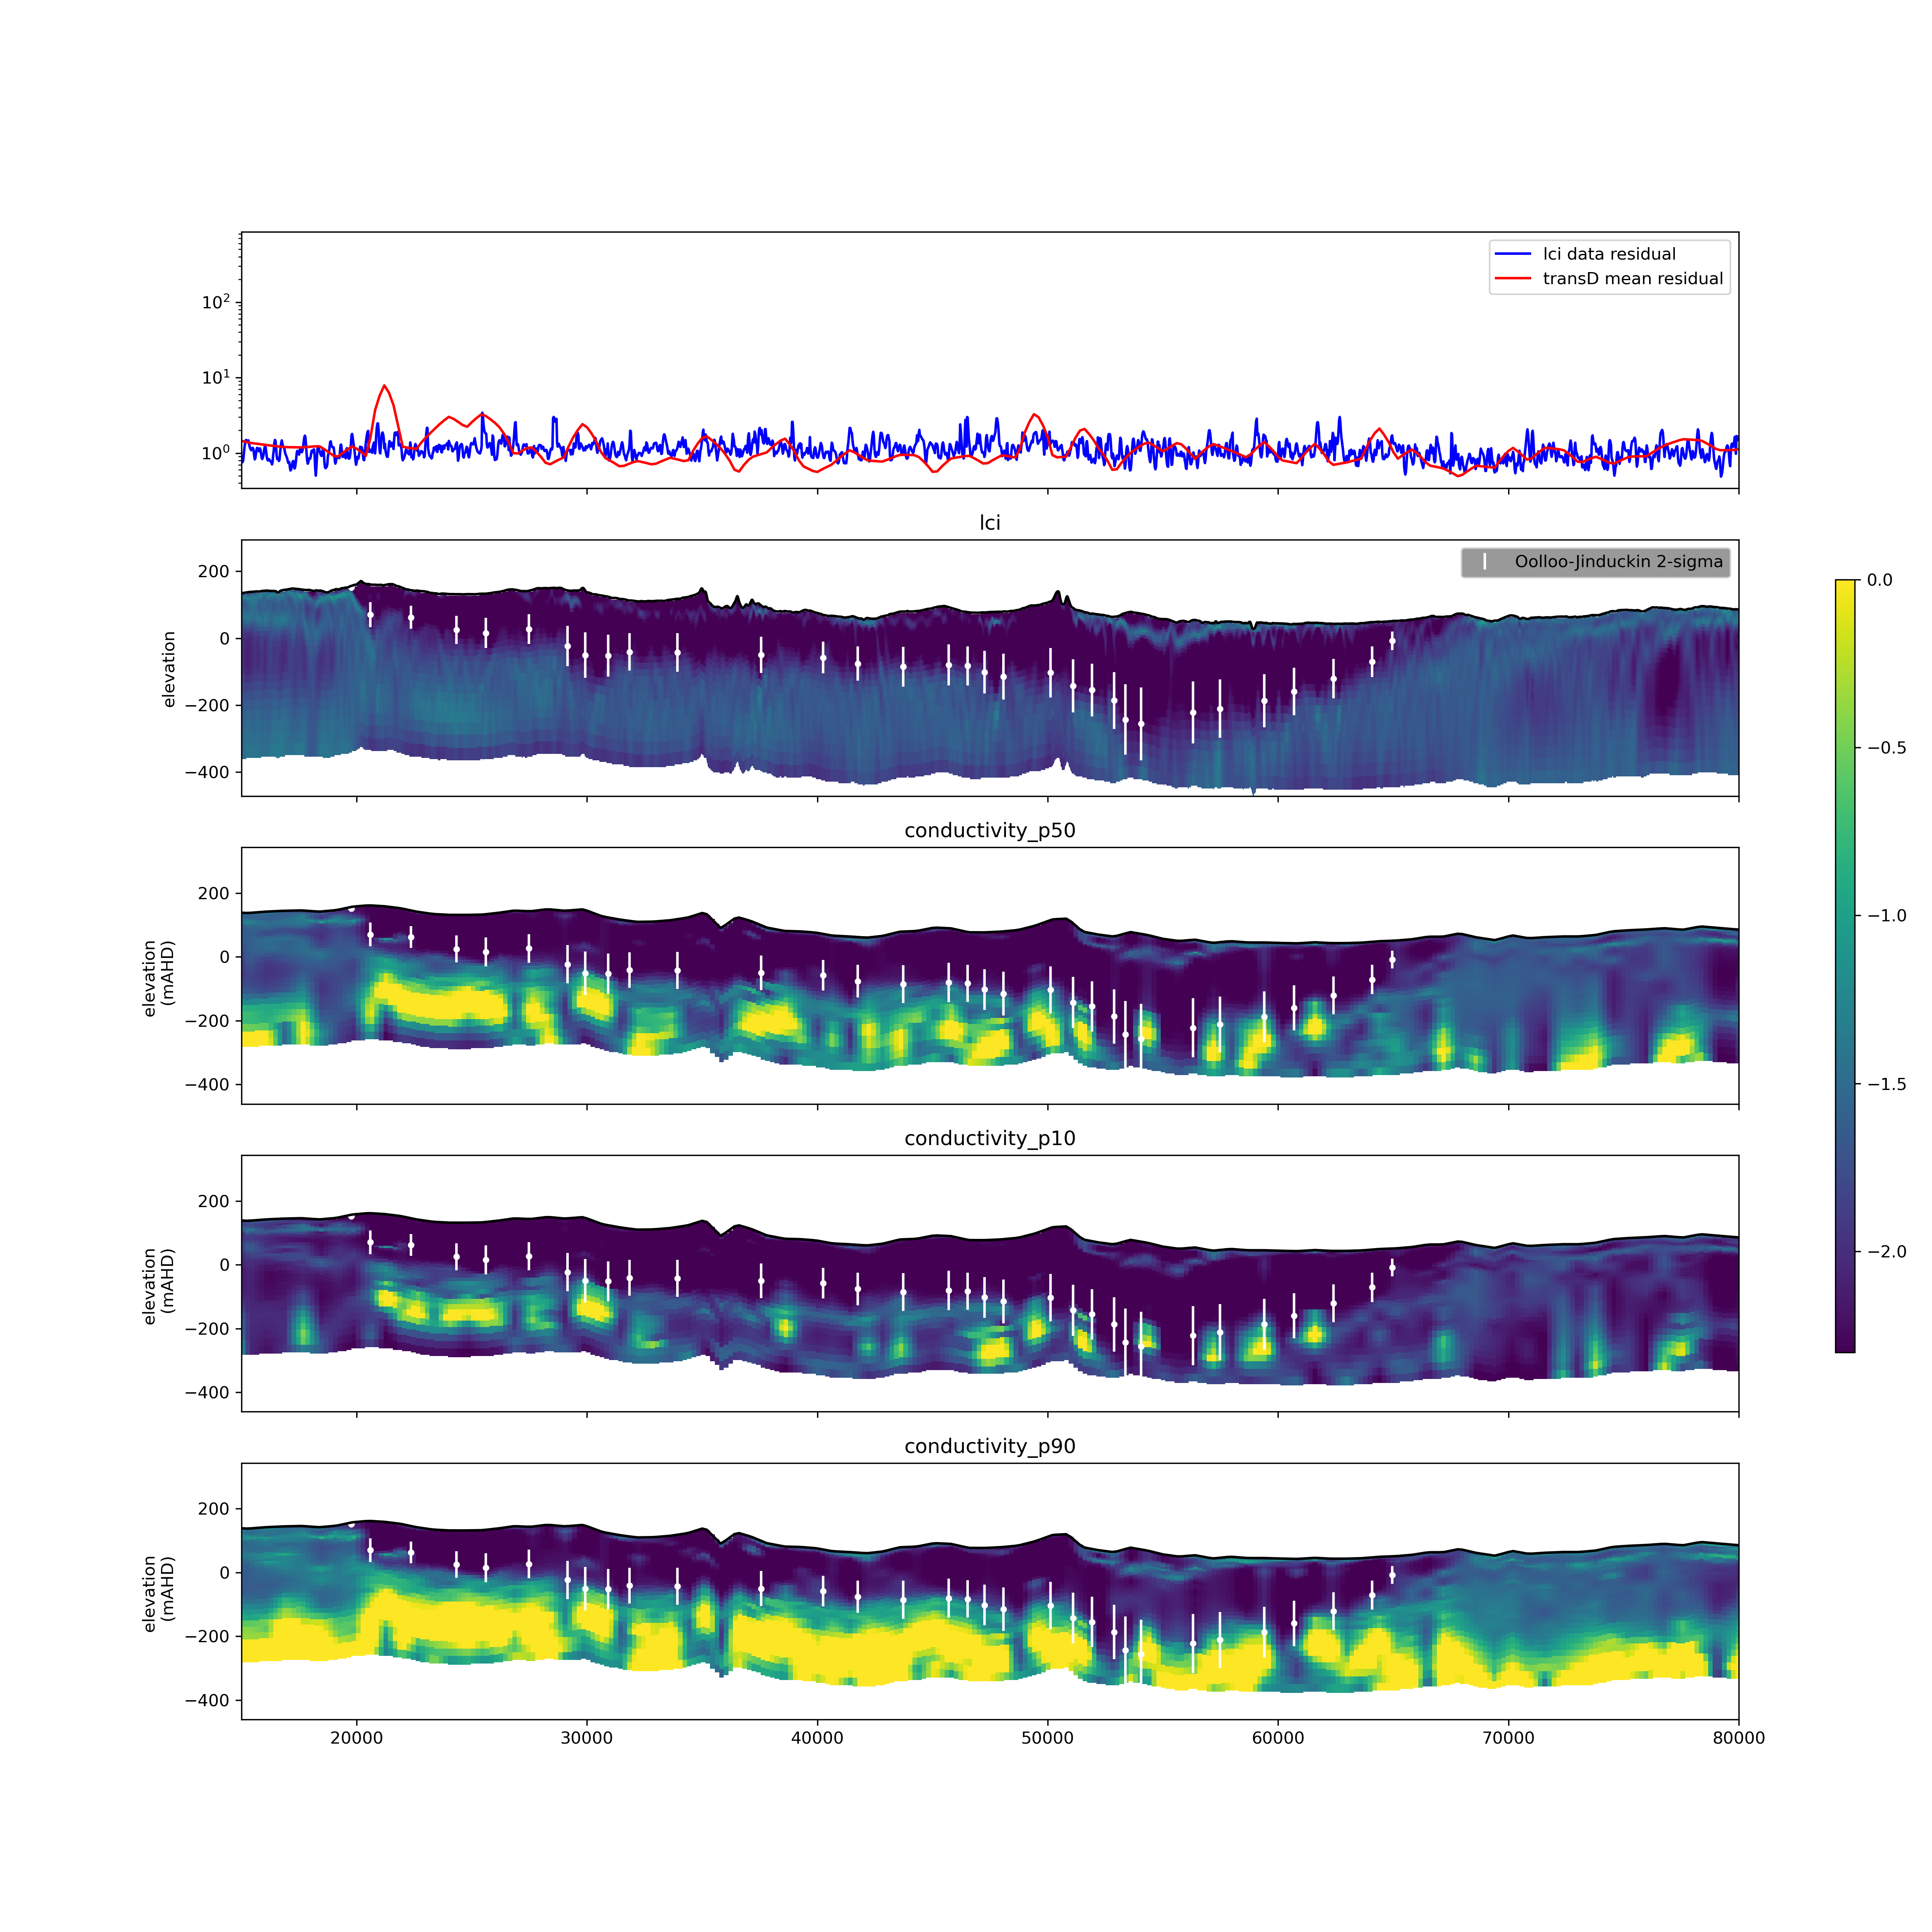 lci data residual
transD mean residual
10²
10¹
10⁰
lci
Oolloo-Jinduckin 2-sigma
elevation
200
0
−200
−400
conductivity_p50
elevation
(mAHD)
200
0
−200
−400
conductivity_p10
elevation
(mAHD)
200
0
−200
−400
conductivity_p90
elevation
(mAHD)
200
0
−200
−400
20000 30000 40000 50000 60000 70000 80000
0.0
−0.5
−1.0
−1.5
−2.0